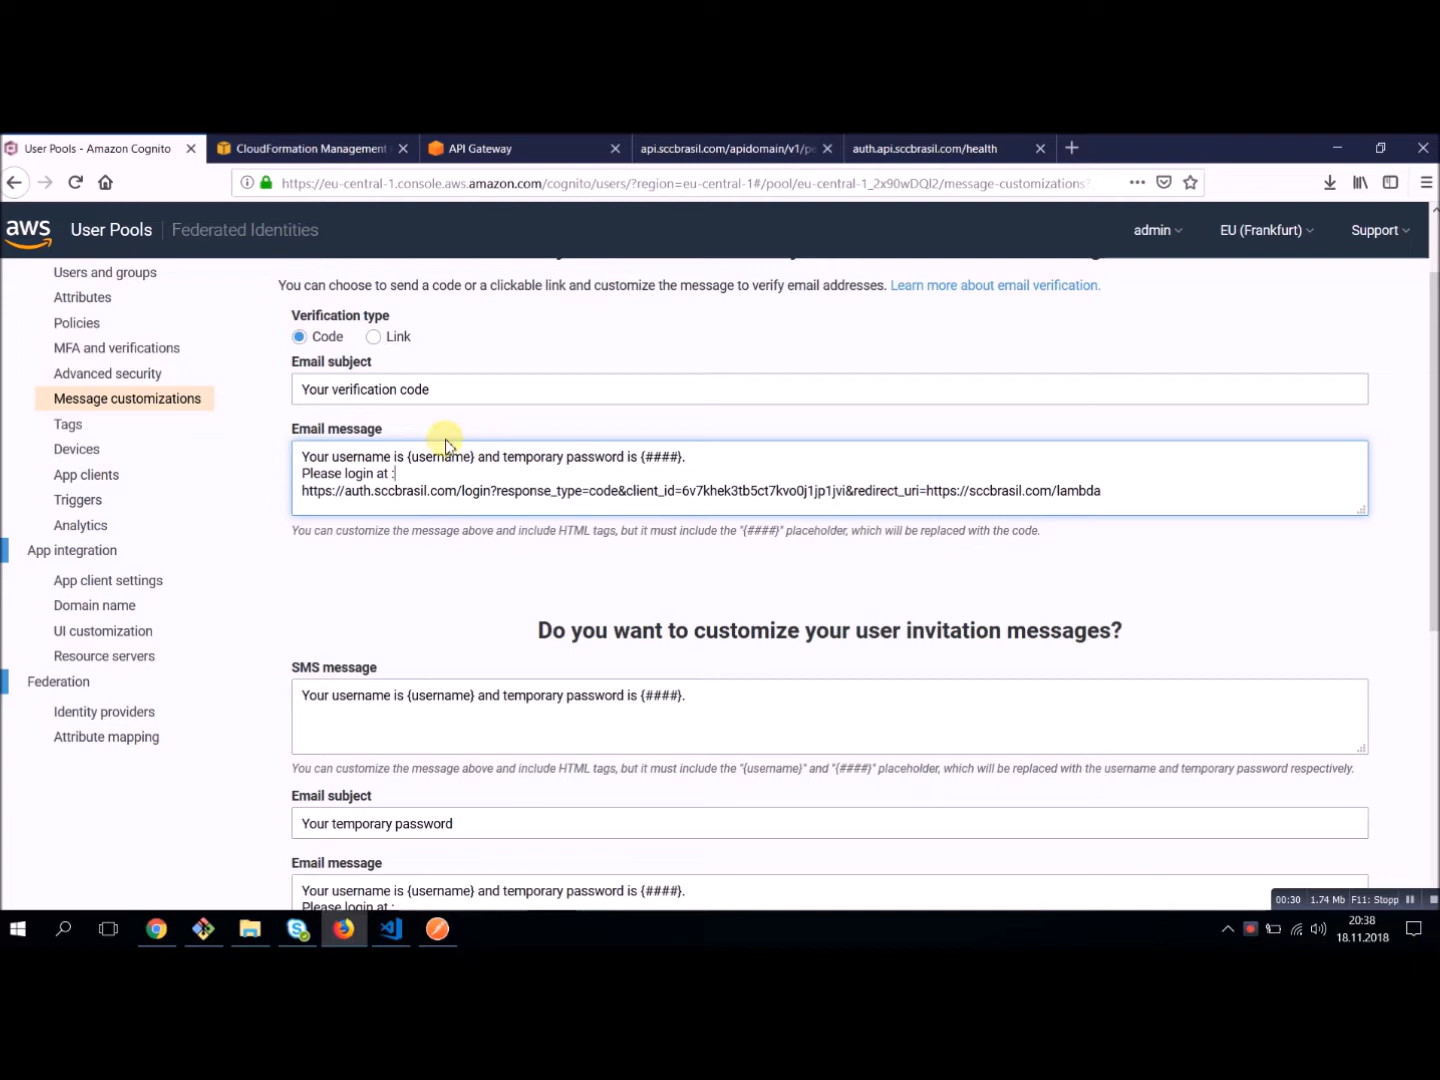 User Pools - Amazon Cognito
CloudFormation Management
API Gateway
api.sccbrasil.com/apidomain/v1/pe
auth.api.sccbrasil.com/health
https://eu-central-1.console.aws.amazon.com/cognito/users/?region=eu-central-1#/pool/eu-central-1_2x90wDQl2/message-customizations?
aws
User Pools
Federated Identities
admin
EU (Frankfurt)
Support
Users and groups
Attributes
Policies
MFA and verifications
Advanced security
Message customizations
Tags
Devices
App clients
Triggers
Analytics
App integration
App client settings
Domain name
UI customization
Resource servers
Federation
Identity providers
Attribute mapping
You can choose to send a code or a clickable link and customize the message to verify email addresses. Learn more about email verification.
Verification type
Code
Link
Email subject
Your verification code
Email message
Your username is {username} and temporary password is {####}.
Please login at :
https://auth.sccbrasil.com/login?response_type=code&client_id=6v7khek3tb5ct7kvo0j1jp1jvi&redirect_uri=https://sccbrasil.com/lambda
You can customize the message above and include HTML tags, but it must include the "{####}" placeholder, which will be replaced with the code.
Do you want to customize your user invitation messages?
SMS message
Your username is {username} and temporary password is {####}.
You can customize the message above and include HTML tags, but it must include the "{username}" and "{####}" placeholder, which will be replaced with the username and temporary password respectively.
Email subject
Your temporary password
Email message
Your username is {username} and temporary password is {####}.
Please login at :
00:30 1.74 Mb F11: Stopp
20:38
18.11.2018